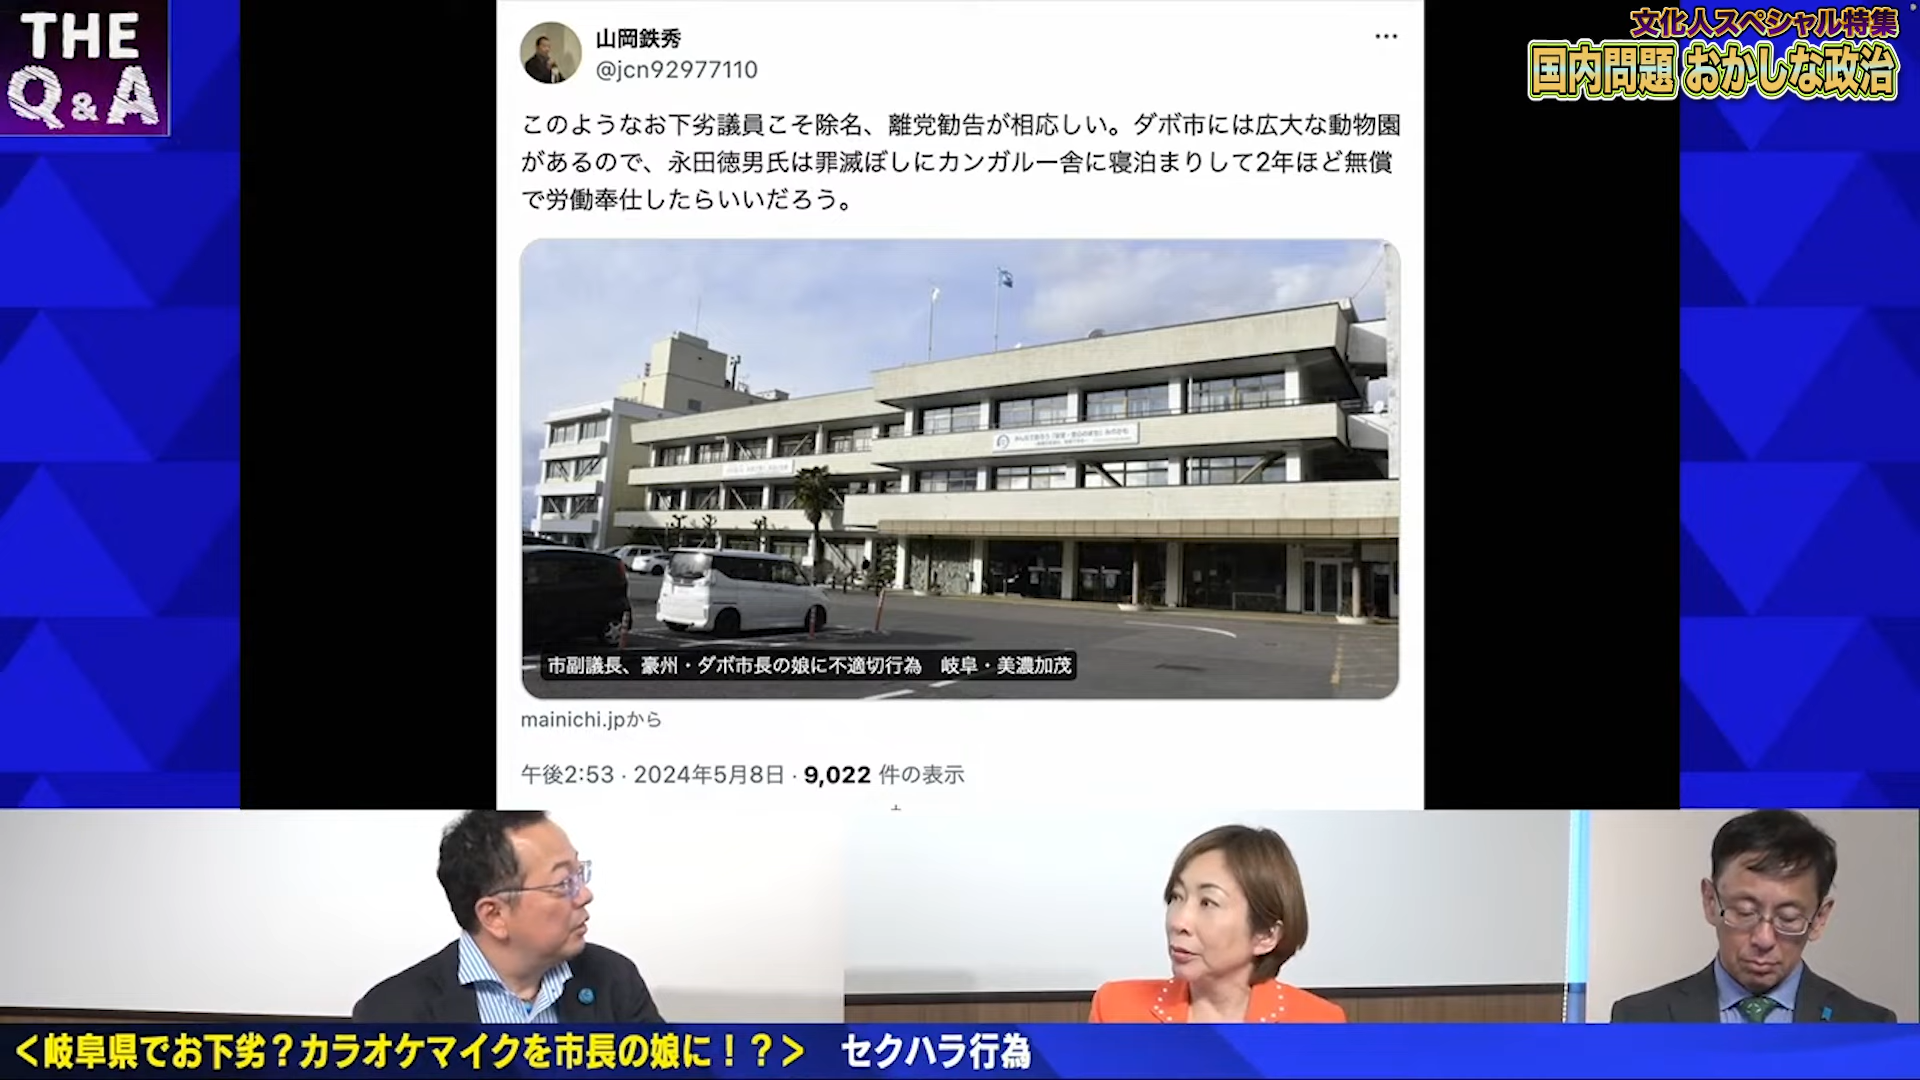 THE
Q&A
文化人スペシャル特集
国内問題 おかしな政治
山岡鉄秀
@jcn92977110
このようなお下劣議員こそ除名、離党勧告が相応しい。ダボ市には広大な動物園
があるので、永田徳男氏は罪滅ぼしにカンガルー舎に寝泊まりして2年ほど無償
で労働奉仕したらいいだろう。
市副議長、豪州・ダボ市長の娘に不適切行為 岐阜・美濃加茂
mainichi.jpから
午後2:53 · 2024年5月8日 · 9,022 件の表示
＜岐阜県でお下劣？カラオケマイクを市長の娘に！？＞ セクハラ行為